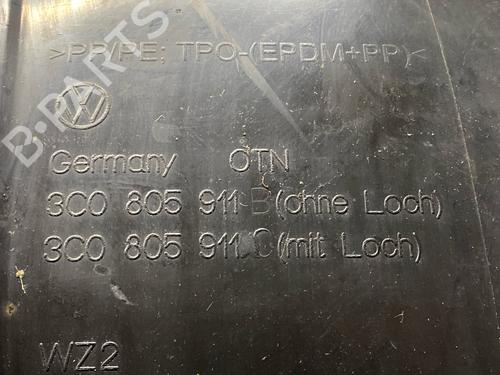 >PP/PE; TPO-(EPDM+PP)<
B-PARTS
Germany OTN
3C0 805 911 B (ohne Loch)
3C0 805 911 C (mit Loch)
WZ2